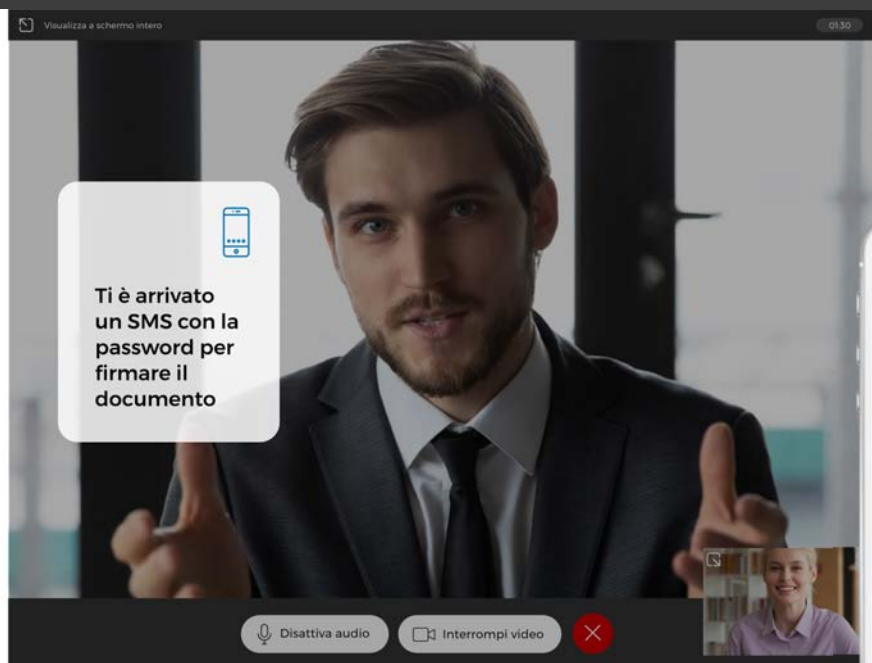 Visualizza a schermo intero
01:30
Ti è arrivato
un SMS con la
password per
firmare il
documento
Disattiva audio
Interrompi video